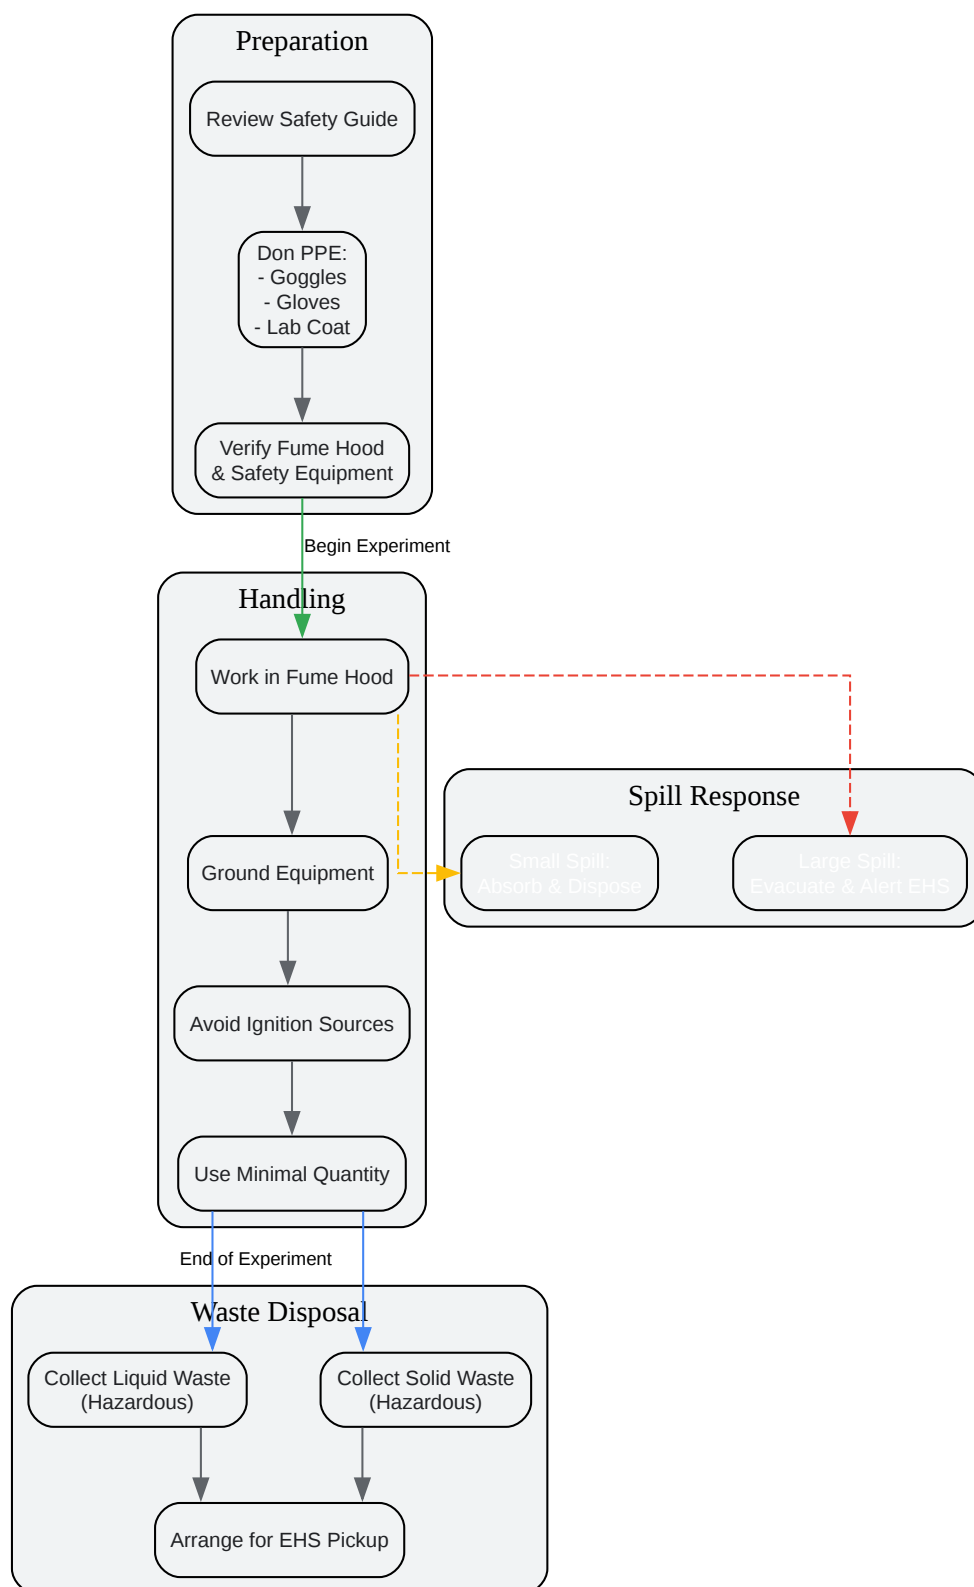 Preparation
Review Safety Guide
Don PPE:
- Goggles
- Gloves
- Lab Coat
Verify Fume Hood
& Safety Equipment
Begin Experiment
Handling
Work in Fume Hood
Spill Response
Ground Equipment
Small Spill:
Absorb & Dispose
Large Spill:
Evacuate & Alert EHS
Avoid Ignition Sources
Use Minimal Quantity
End of Experiment
Waste Disposal
Collect Liquid Waste
(Hazardous)
Collect Solid Waste
(Hazardous)
Arrange for EHS Pickup